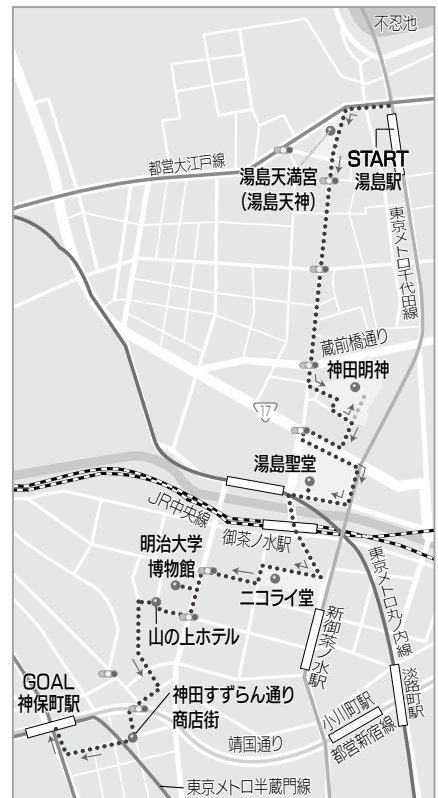 不忍池
START
湯島駅
都営大江戸線
湯島天満宮
（湯島天神）
東京メトロ千代田線
蔵前橋通り
神田明神
17
湯島聖堂
JR中央線
御茶ノ水駅
明治大学
博物館
ニコライ堂
東京メトロ丸ノ内線
山の上ホテル
新御茶ノ水駅
淡路町駅
GOAL
神保町駅
神田すずらん通り
商店街
小川町駅
都営新宿線
靖国通り
東京メトロ半蔵門線